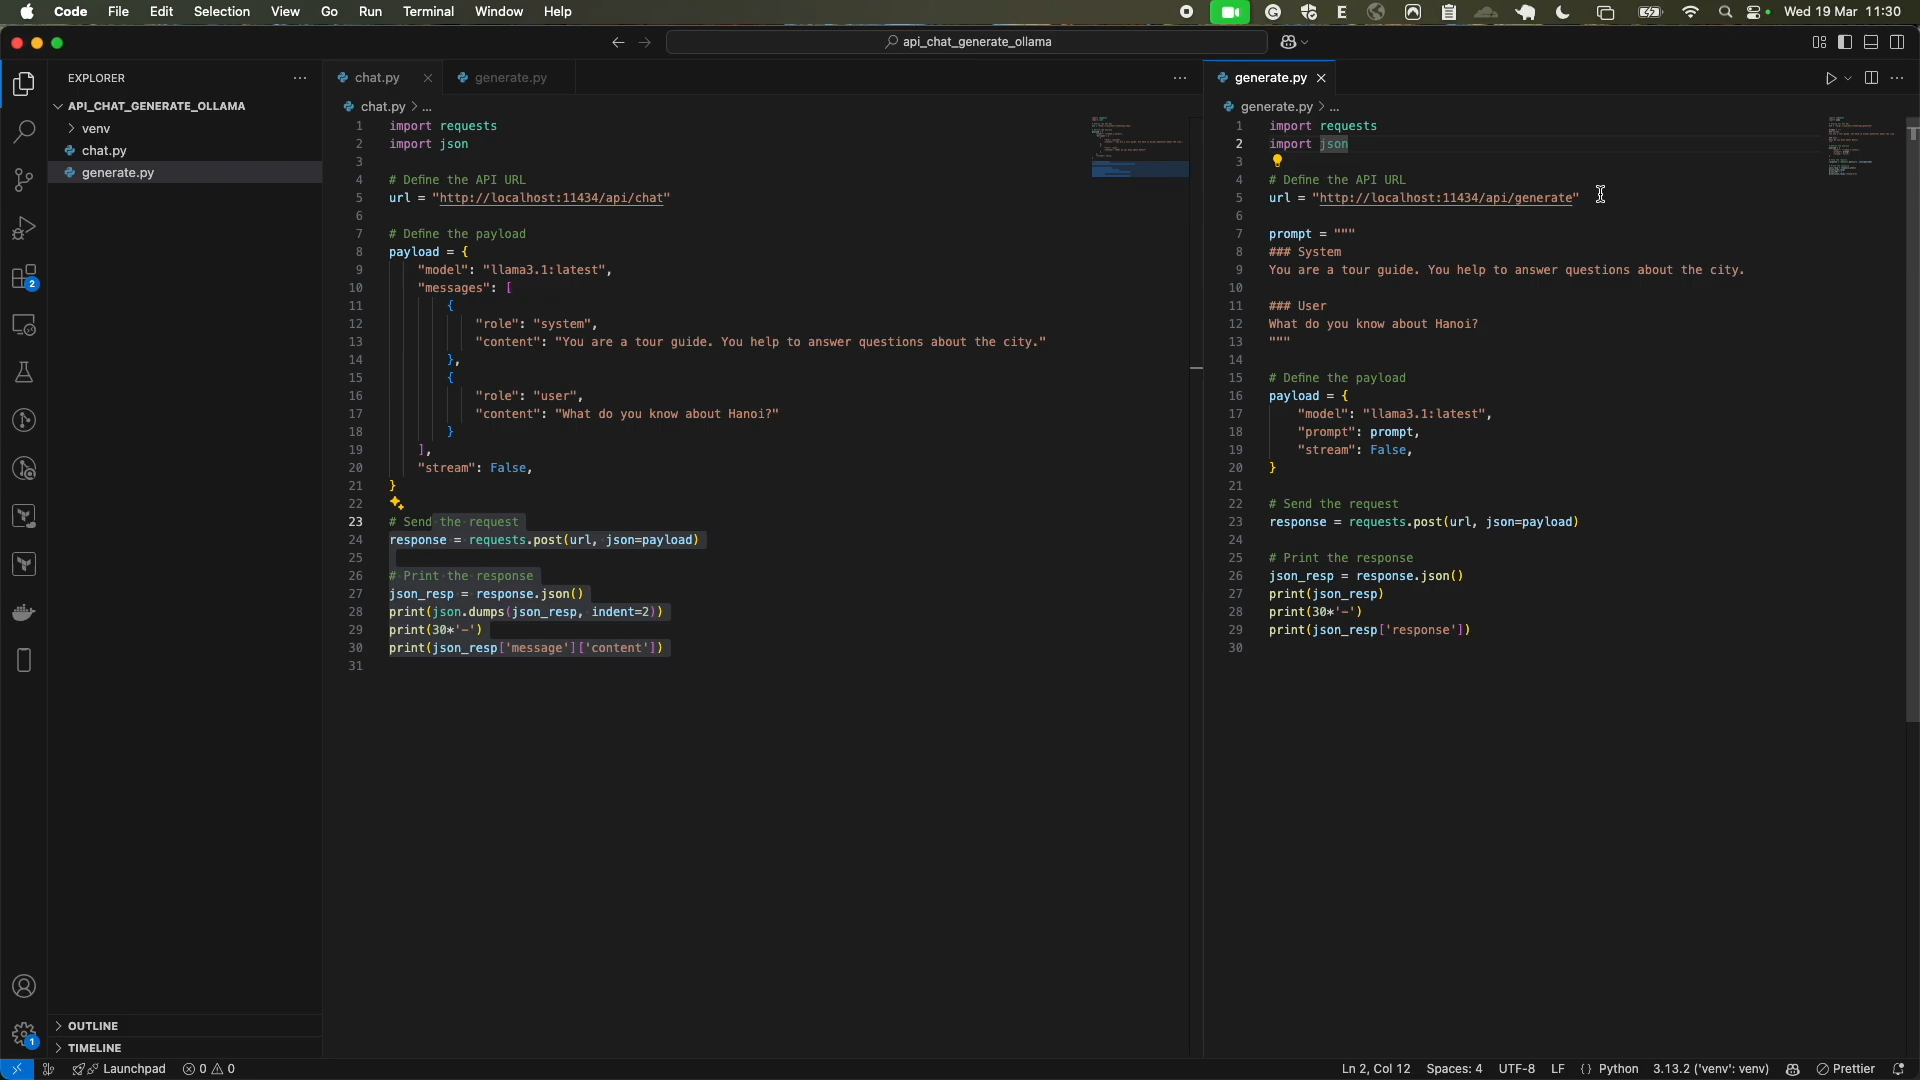 Code File Edit Selection View Go Run Terminal Window Help
E
Wed 19 Mar 11:30
api_chat_generate_ollama
EXPLORER
API_CHAT_GENERATE_OLLAMA
venv
chat.py
generate.py
OUTLINE
TIMELINE
2
1
chat.py
generate.py
chat.py > ...
1 import requests
2 import json
3
4 # Define the API URL
5 url = "http://localhost:11434/api/chat"
6
7 # Define the payload
8 payload = {
9 "model": "llama3.1:latest",
10 "messages": [
11 {
12 "role": "system",
13 "content": "You are a tour guide. You help to answer questions about the city."
14 },
15 {
16 "role": "user",
17 "content": "What do you know about Hanoi?"
18 }
19 ],
20 "stream": False,
21 }
22
23 # Send the request
24 response = requests.post(url, json=payload)
25
26 # Print the response
27 json_resp = response.json()
28 print(json.dumps(json_resp, indent=2))
29 print(30*'-')
30 print(json_resp['message']['content'])
31
generate.py
generate.py > ...
1 import requests
2 import json
3
4 # Define the API URL
5 url = "http://localhost:11434/api/generate"
6
7 prompt = """
8 ### System
9 You are a tour guide. You help to answer questions about the city.
10
11 ### User
12 What do you know about Hanoi?
13 """
14
15 # Define the payload
16 payload = {
17 "model": "llama3.1:latest",
18 "prompt": prompt,
19 "stream": False,
20 }
21
22 # Send the request
23 response = requests.post(url, json=payload)
24
25 # Print the response
26 json_resp = response.json()
27 print(json_resp)
28 print(30*'-')
29 print(json_resp['response'])
30
Launchpad 0 0
Ln 2, Col 12 Spaces: 4 UTF-8 LF {} Python 3.13.2 ('venv': venv) Prettier